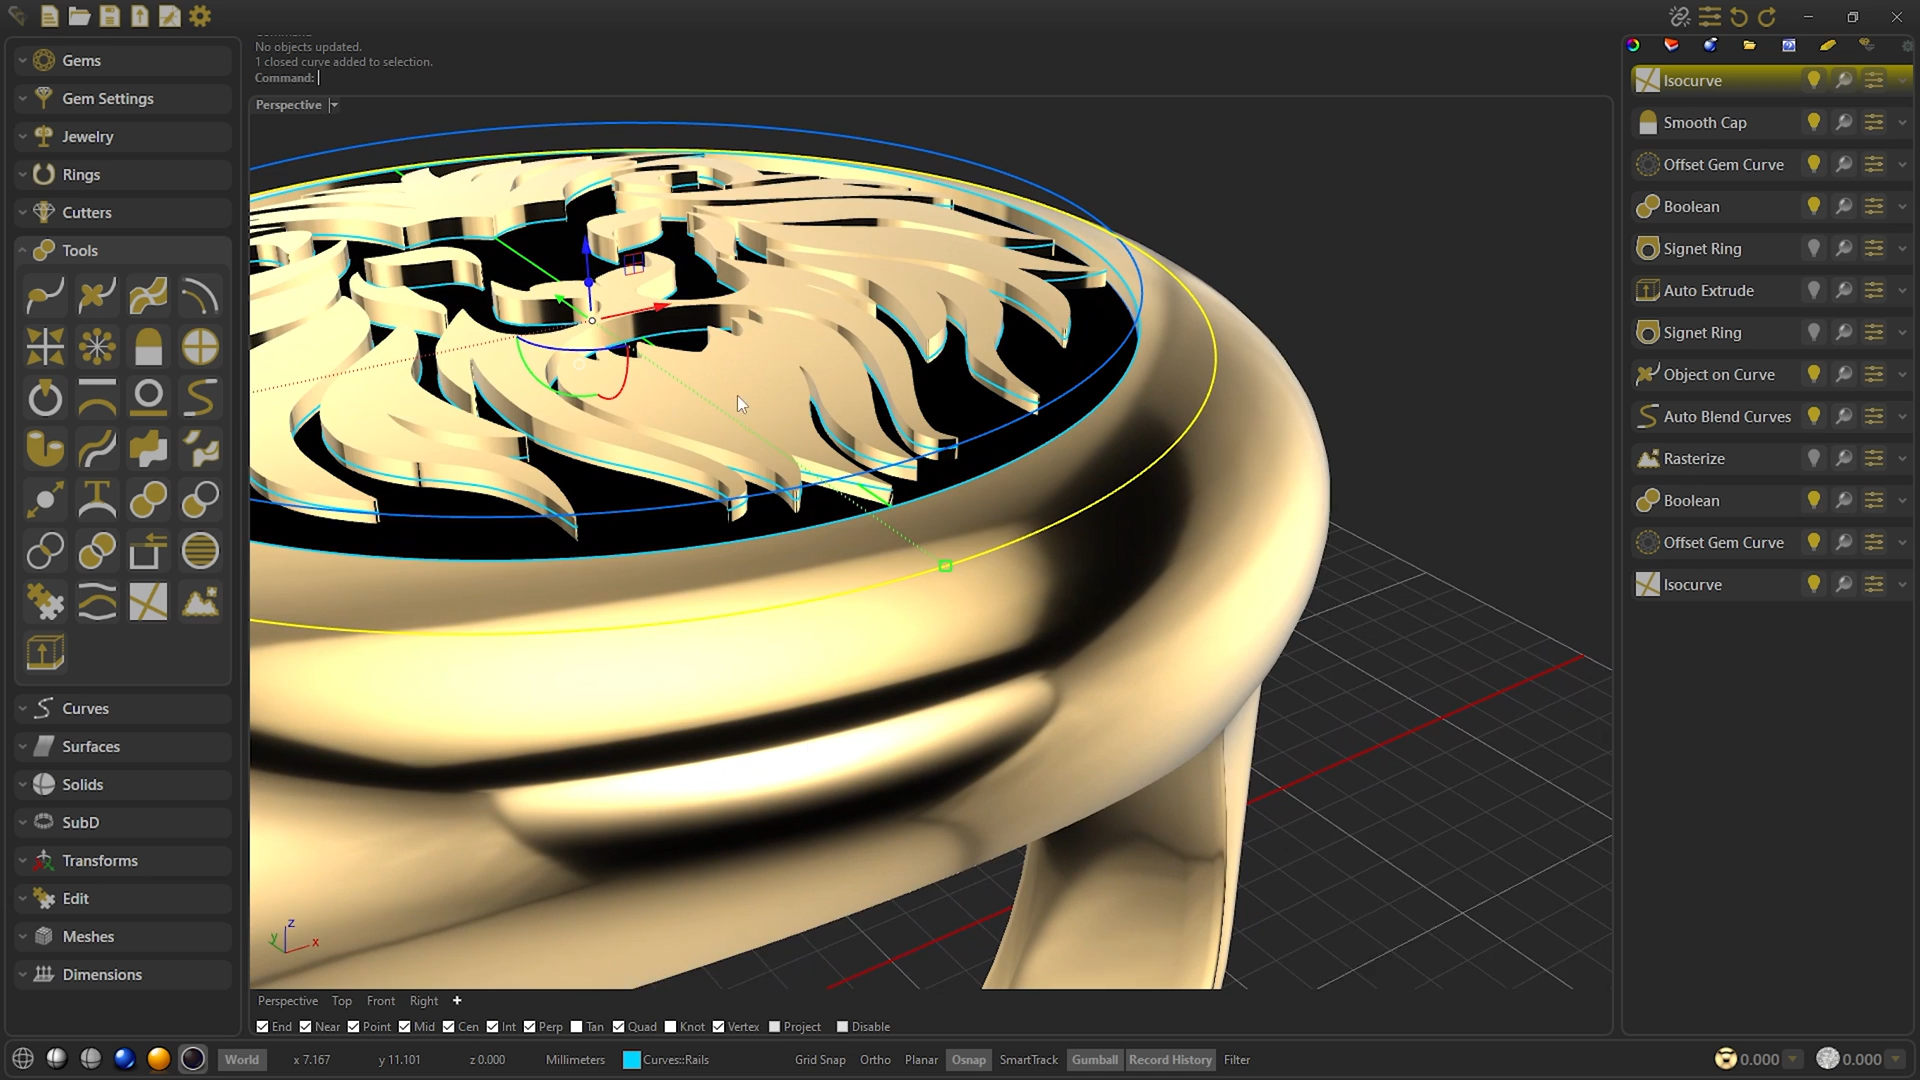 No objects updated.
1 closed curve added to selection.
Command:
Perspective
Gems
Gem Settings
Jewelry
Rings
Cutters
Tools
Curves
Surfaces
Solids
SubD
Transforms
Edit
Meshes
Dimensions
z
y
x
Isocurve
Smooth Cap
Offset Gem Curve
Boolean
Signet Ring
Auto Extrude
Signet Ring
Object on Curve
Auto Blend Curves
Rasterize
Boolean
Offset Gem Curve
Isocurve
Perspective Top Front Right
End Near Point Mid Cen Int Perp Tan Quad Knot Vertex Project Disable
World x 7.167 y 11.101 z 0.000 Millimeters Curves::Rails Grid Snap Ortho Planar Osnap SmartTrack Gumball Record History Filter 0.000 0.000